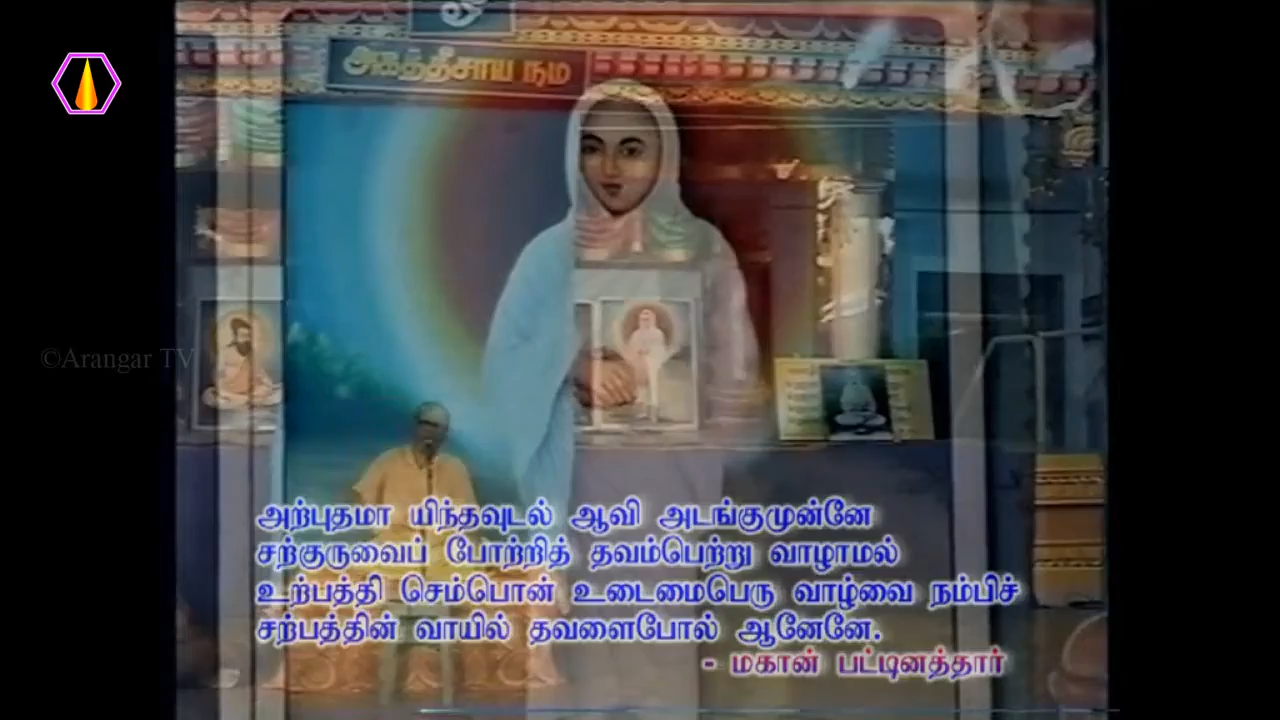 அகத்தீசாய நம
©Arangar TV
அற்புதமா யிந்தவுடல் ஆவி அடங்குமுன்னே
சற்குருவைப் போற்றித் தவம்பெற்று வாழாமல்
உற்பத்தி செம்பொன் உடைமைபெரு வாழ்வை நம்பிச்
சற்பத்தின் வாயில் தவளைபோல் ஆனேனே.
- மகான் பட்டினத்தார்